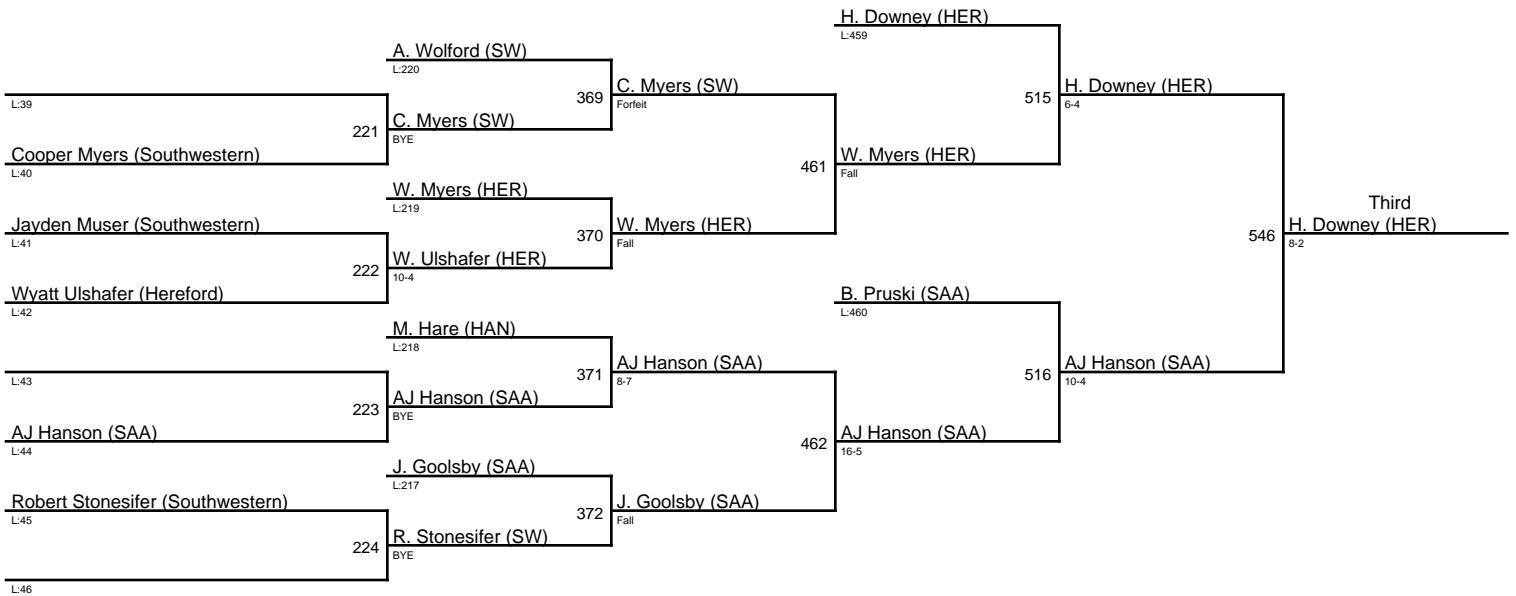 H. Downey (HER)
L:459
A. Wolford (SW)
L:220
369
C. Myers (SW)
Forfeit
515
H. Downey (HER)
6-4
L:39
221
C. Myers (SW)
BYE
Cooper Myers (Southwestern)
L:40
461
W. Myers (HER)
Fall
W. Myers (HER)
L:219
Jayden Muser (Southwestern)
L:41
370
W. Myers (HER)
Fall
546
Third
H. Downey (HER)
8-2
222
W. Ulshafer (HER)
10-4
Wyatt Ulshafer (Hereford)
L:42
B. Pruski (SAA)
L:460
M. Hare (HAN)
L:218
L:43
371
AJ Hanson (SAA)
8-7
516
AJ Hanson (SAA)
10-4
223
AJ Hanson (SAA)
BYE
AJ Hanson (SAA)
L:44
462
AJ Hanson (SAA)
16-5
J. Goolsby (SAA)
L:217
Robert Stonesifer (Southwestern)
L:45
372
J. Goolsby (SAA)
Fall
224
R. Stonesifer (SW)
BYE
L:46